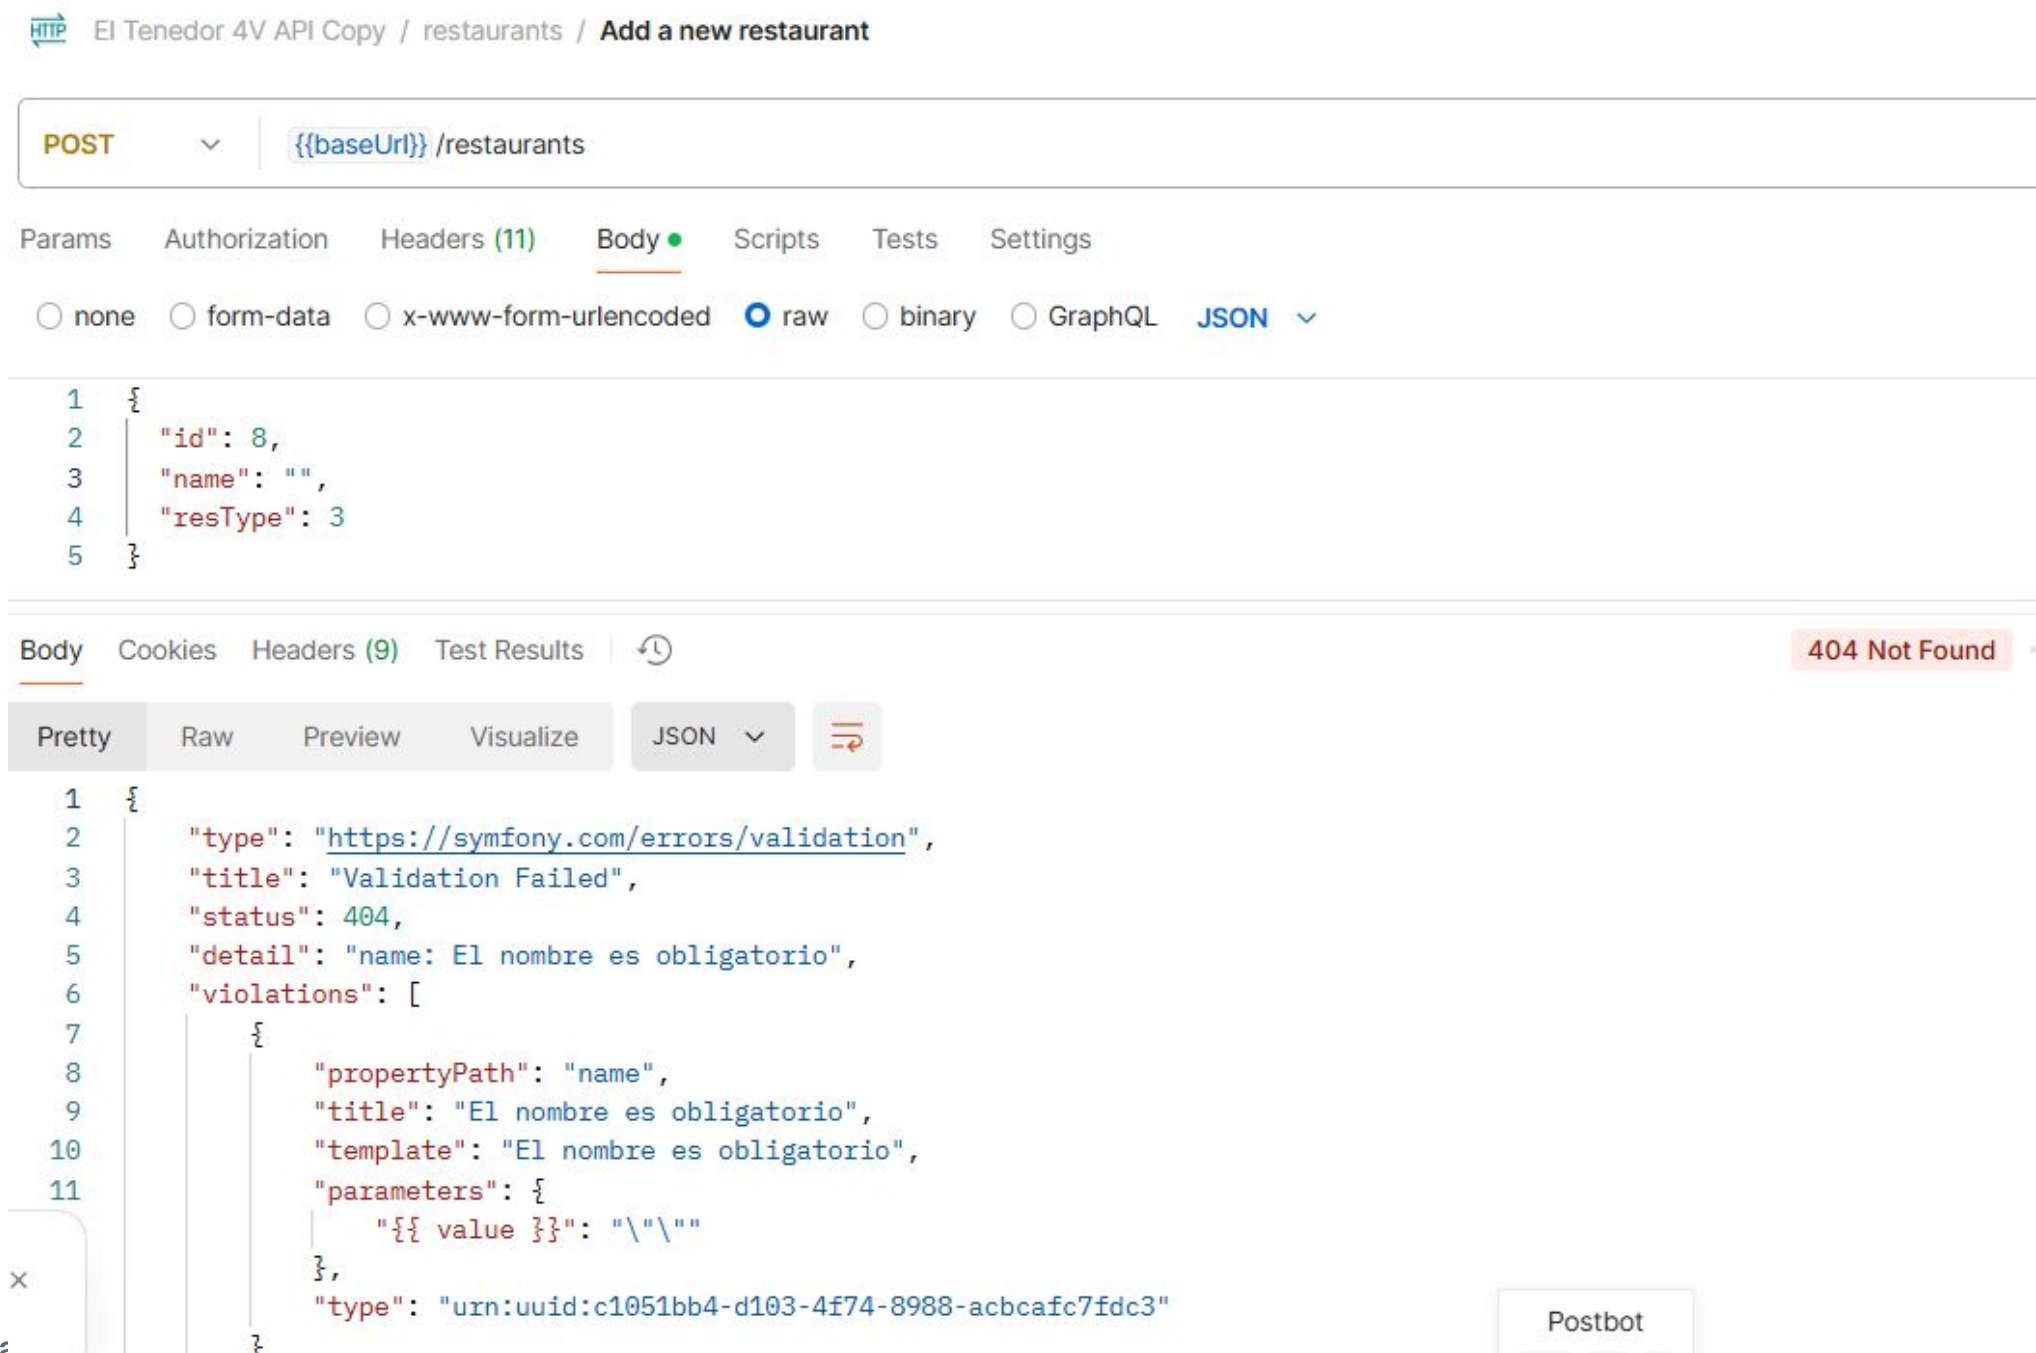 HTTP El Tenedor 4V API Copy / restaurants / Add a new restaurant
POST {{baseUrl}} /restaurants
Params Authorization Headers (11) Body Scripts Tests Settings
none form-data x-www-form-urlencoded raw binary GraphQL JSON
1 {
2 "id": 8,
3 "name": "",
4 "resType": 3
5 }
Body Cookies Headers (9) Test Results 404 Not Found
Pretty Raw Preview Visualize JSON
1 {
2 "type": "https://symfony.com/errors/validation",
3 "title": "Validation Failed",
4 "status": 404,
5 "detail": "name: El nombre es obligatorio",
6 "violations": [
7 {
8 "propertyPath": "name",
9 "title": "El nombre es obligatorio",
10 "template": "El nombre es obligatorio",
11 "parameters": {
"{{ value }}": "\"\""
},
"type": "urn:uuid:c1051bb4-d103-4f74-8988-acbcafc7fdc3"
}
Postbot